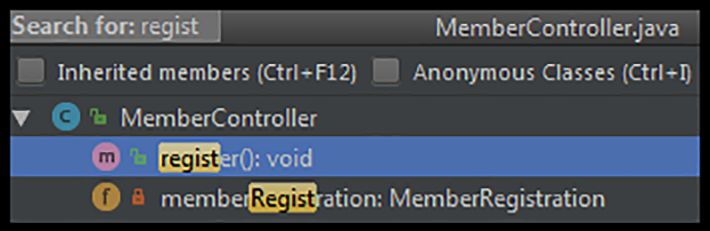 Search for: regist
MemberController.java
Inherited members (Ctrl+F12) Anonymous Classes (Ctrl+I)
C MemberController
m register(): void
f memberRegistration: MemberRegistration